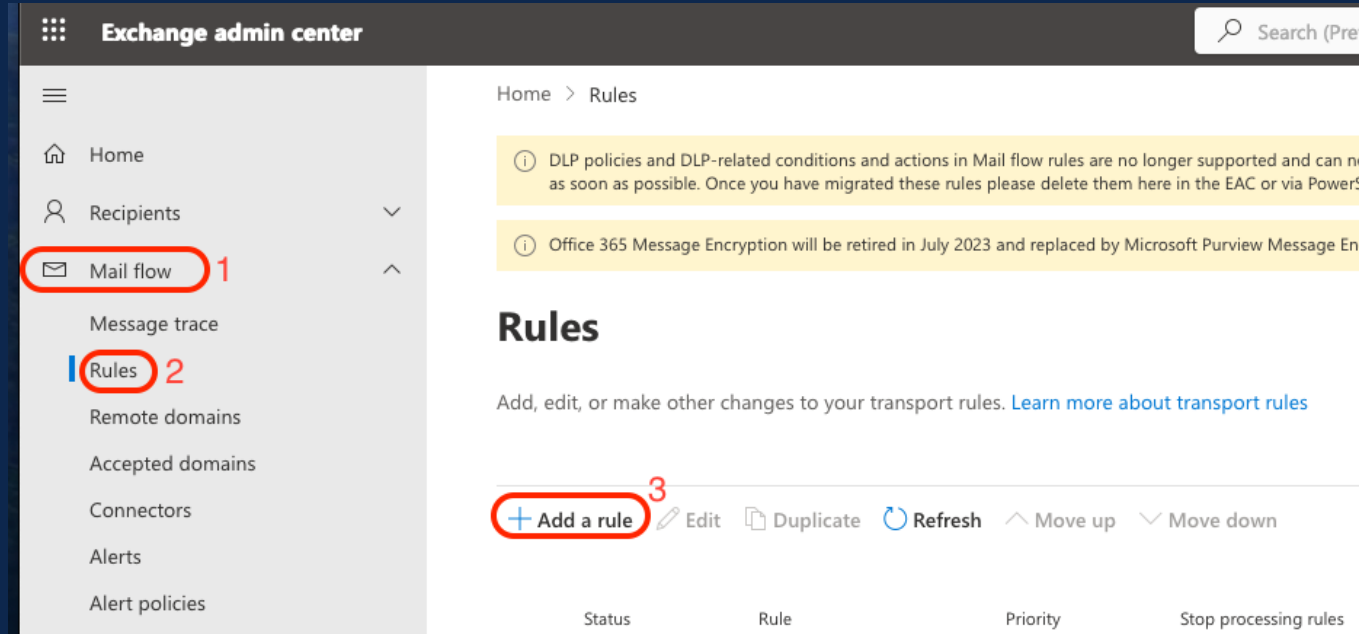 Exchange admin center
Search (Pre
Home > Rules
Home
Recipients
Mail flow 1
Message trace
Rules 2
Remote domains
Accepted domains
Connectors
Alerts
Alert policies
DLP policies and DLP-related conditions and actions in Mail flow rules are no longer supported and can
as soon as possible. Once you have migrated these rules please delete them here in the EAC or via
Office 365 Message Encryption will be retired in July 2023 and replaced by Microsoft Purview Message
Rules
Add, edit, or make other changes to your transport rules. Learn more about transport rules
3
Add a rule Edit Duplicate Refresh Move up Move down
Status Rule Priority Stop processing rules